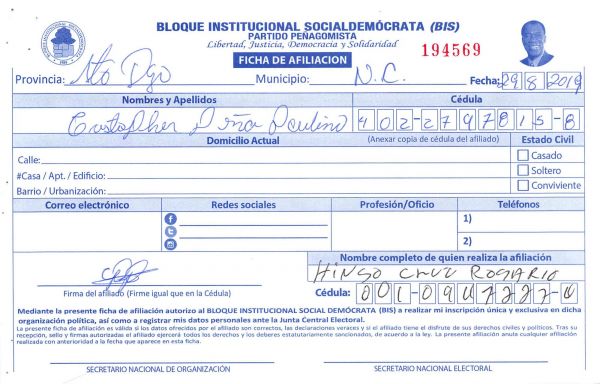 BLOQUE INSTITUCIONAL SOCIALDEMÓCRATA (BIS)
PARTIDO PEÑAGOMISTA
Libertad, Justicia, Democracia y Solidaridad
FICHA DE AFILIACION
194569
Provincia: Sto Dgo Municipio: N.C. Fecha: 29 8 2019
Nombres y Apellidos Cédula
Cristopher Piña Paulino 402-2797815-8
Domicilio Actual (Anexar copia de cédula del afiliado) Estado Civil
Calle: Casado
#Casa / Apt. / Edificio: Soltero
Barrio / Urbanización: Conviviente
Correo electrónico Redes sociales Profesión/Oficio Teléfonos
1)
2)
Nombre completo de quien realiza la afiliación
HINGO CRUZ ROSARIO
Firma del afiliado (Firme igual que en la Cédula) Cédula: 001-
Mediante la presente ficha de afiliación autorizo al BLOQUE INSTITUCIONAL SOCIAL DEMÓCRATA (BIS) a realizar mi inscripción única y exclusiva en dicha
organización política, así como a registrar mis datos personales ante la Junta Central Electoral.
La presente ficha de afiliación es válida si los datos ofrecidos por el afiliado son correctos, las declaraciones veraces y si el afiliado tiene el disfrute de sus derechos civiles y políticos. Tras su
recepción, sello y firmas autorizadas el afiliado ejercerá todos los derechos y los deberes estatutariamente sancionados, de acuerdo a la ley. La presente afiliación anula cualquier afiliación
realizada con anterioridad a la fecha que aparece en esta ficha.
SECRETARIO NACIONAL DE ORGANIZACIÓN SECRETARIO NACIONAL ELECTORAL